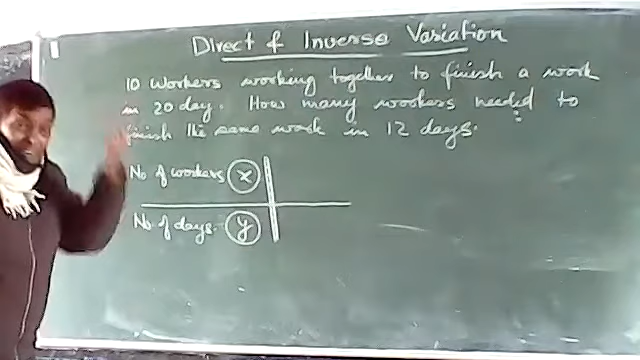 Direct & Inverse Variation
10 workers working together to finish a work
in 20 day. How many workers needed to
finish the same work in 12 days.
No of workers x
No. of days. y